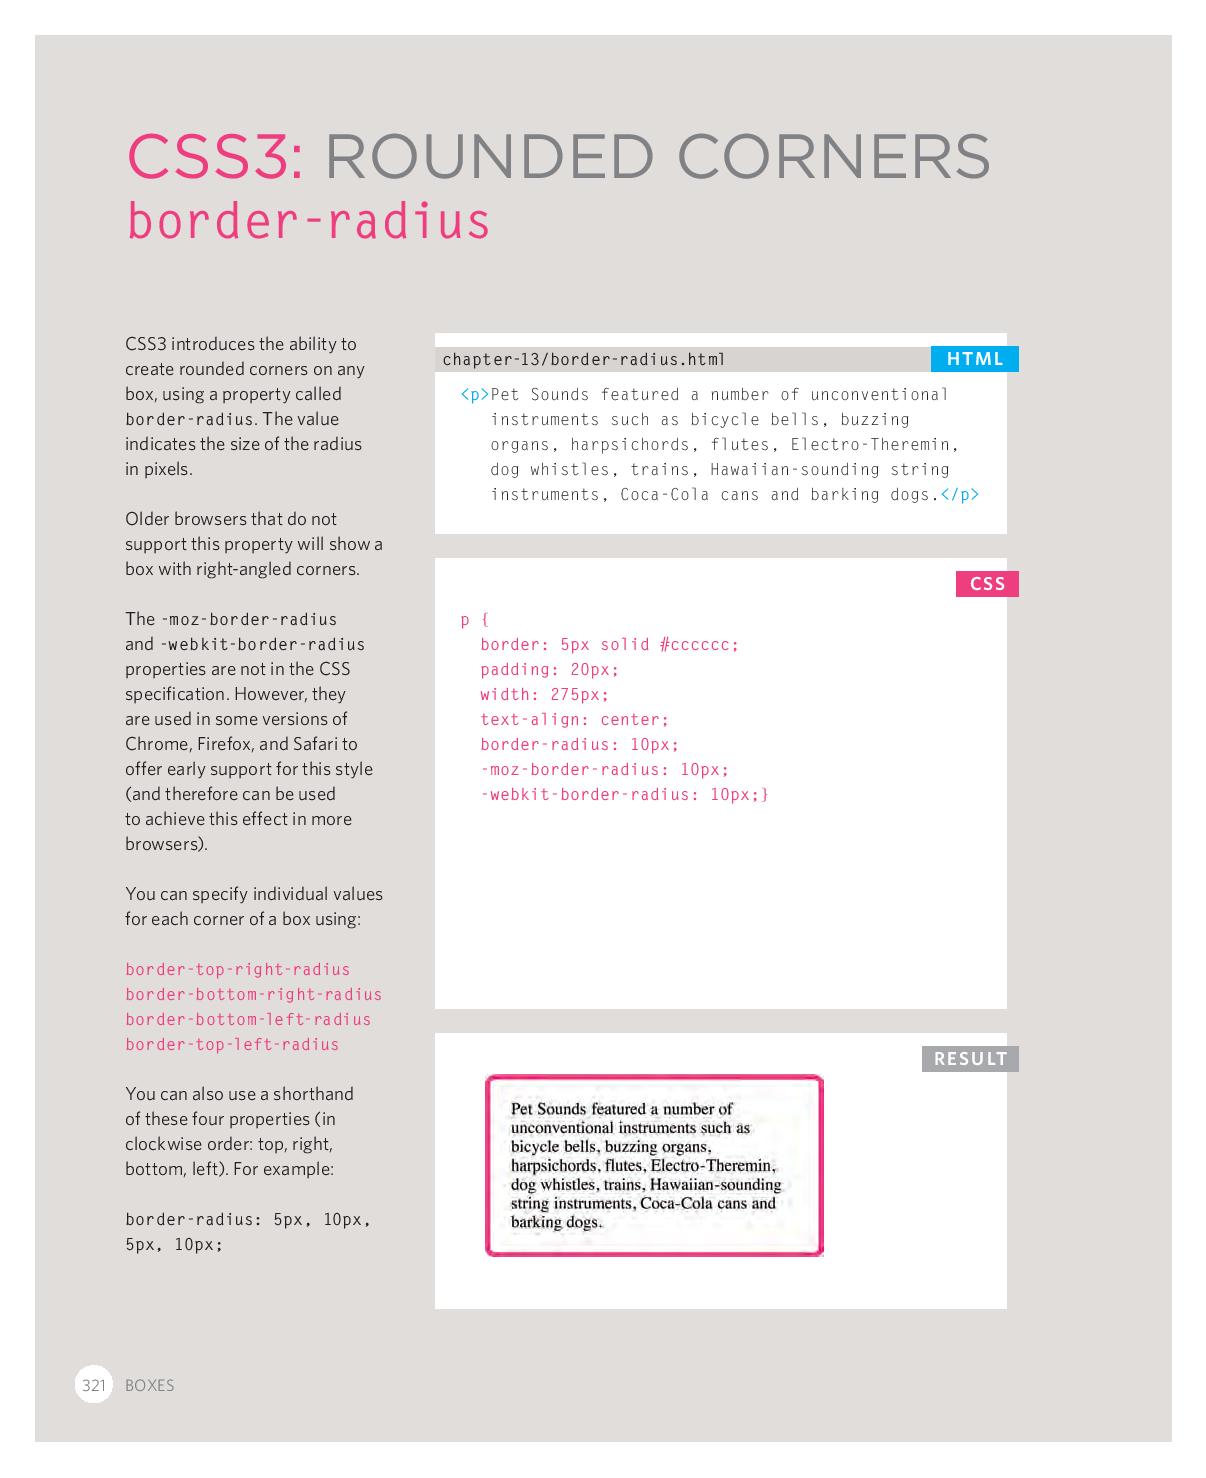 CSS3: ROUNDED CORNERS
border-radius
CSS3 introduces the ability to
create rounded corners on any
box, using a property called
border-radius. The value
indicates the size of the radius
in pixels.
Older browsers that do not
support this property will show a
box with right-angled corners.
The -moz-border-radius
and -webkit-border-radius
properties are not in the CSS
specification. However, they
are used in some versions of
Chrome, Firefox, and Safari to
offer early support for this style
(and therefore can be used
to achieve this effect in more
browsers).
You can specify individual values
for each corner of a box using:
border-top-right-radius
border-bottom-right-radius
border-bottom-left-radius
border-top-left-radius
You can also use a shorthand
of these four properties (in
clockwise order: top, right,
bottom, left). For example:
border-radius: 5px, 10px,
5px, 10px;
chapter-13/border-radius.html
HTML
<p>Pet Sounds featured a number of unconventional
instruments such as bicycle bells, buzzing
organs, harpsichords, flutes, Electro-Theremin,
dog whistles, trains, Hawaiian-sounding string
instruments, Coca-Cola cans and barking dogs.</p>
CSS
p {
border: 5px solid #cccccc;
padding: 20px;
width: 275px;
text-align: center;
border-radius: 10px;
-moz-border-radius: 10px;
-webkit-border-radius: 10px;}
RESULT
Pet Sounds featured a number of
unconventional instruments such as
bicycle bells, buzzing organs,
harpsichords, flutes, Electro-Theremin,
dog whistles, trains, Hawaiian-sounding
string instruments, Coca-Cola cans and
barking dogs.
321 BOXES